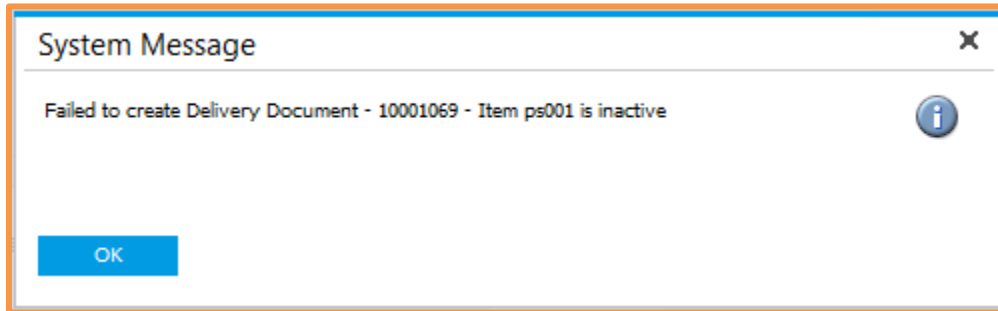 System Message
Failed to create Delivery Document - 10001069 - Item ps001 is inactive
OK